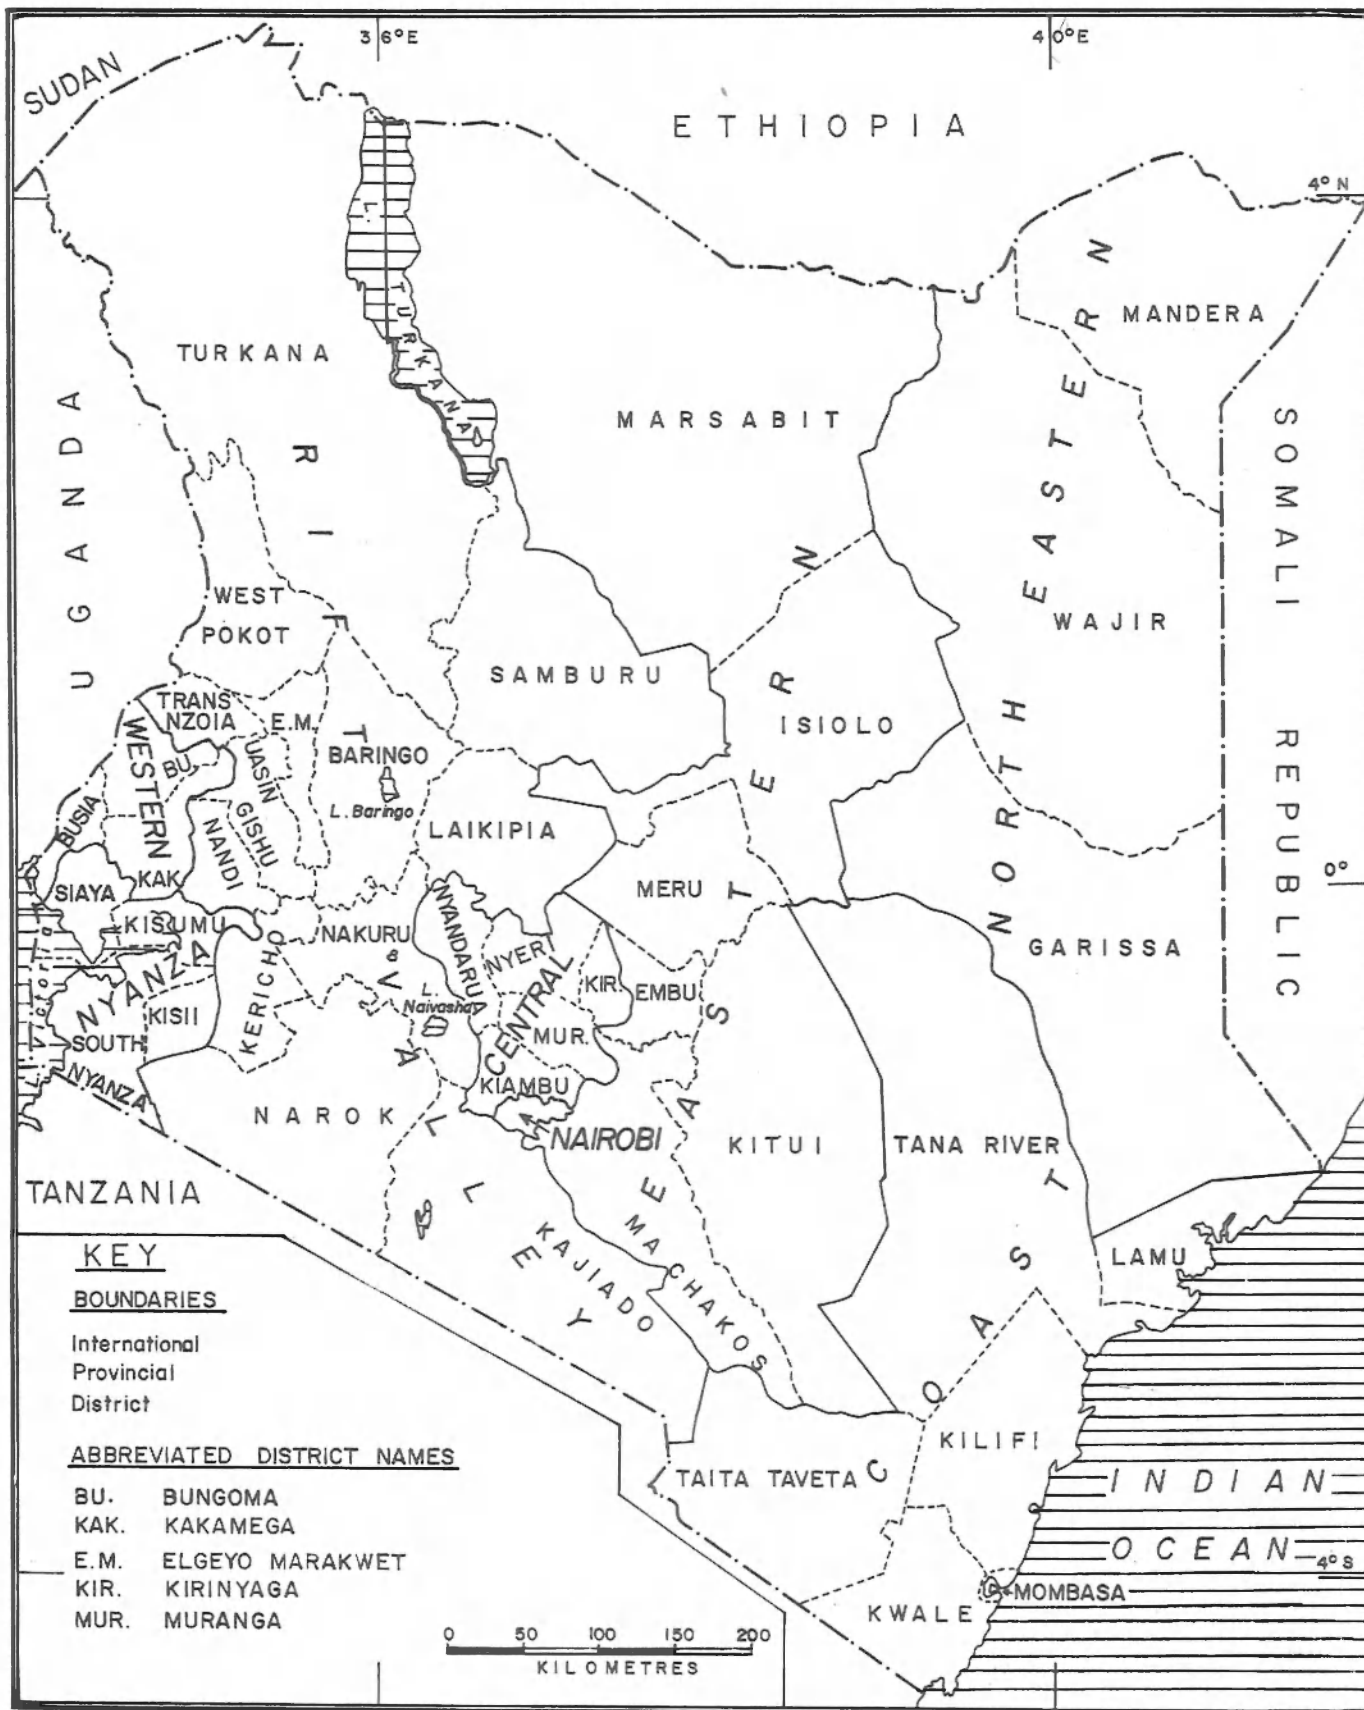 36°E
40°E
SUDAN
ETHIOPIA
4° N
L. TURKANA
MANDERA
TURKANA
MARSABIT
UGANDA
SOMALI REPUBLIC
RIFT VALLEY
NORTH EASTERN
EASTERN
WEST
POKOT
WAJIR
SAMBURU
TRANS
NZOIA
E.M.
ISIOLO
WESTERN
BU.
UASIN
GISHU
BARINGO
L. Baringo
BUSIA
NANDI
LAIKIPIA
KAK.
SIAYA
MERU
0°
KISUMU
NAKURU
NYANDARUA
NYERI
GARISSA
L. Victoria
NYANZA
KERICHO
L.
Naivasha
CENTRAL
KIR.
EMBU
KISII
MUR.
SOUTH
NYANZA
KIAMBU
NAROK
NAIROBI
KITUI
TANA RIVER
TANZANIA
COAST
MACHAKOS
KAJIADO
LAMU
KEY
BOUNDARIES
International
Provincial
District
KILIFI
TAITA TAVETA
INDIAN
OCEAN
4° S
MOMBASA
KWALE
ABBREVIATED DISTRICT NAMES
BU. BUNGOMA
KAK. KAKAMEGA
E.M. ELGEYO MARAKWET
KIR. KIRINYAGA
MUR. MURANGA
0 50 100 150 200
KILOMETRES